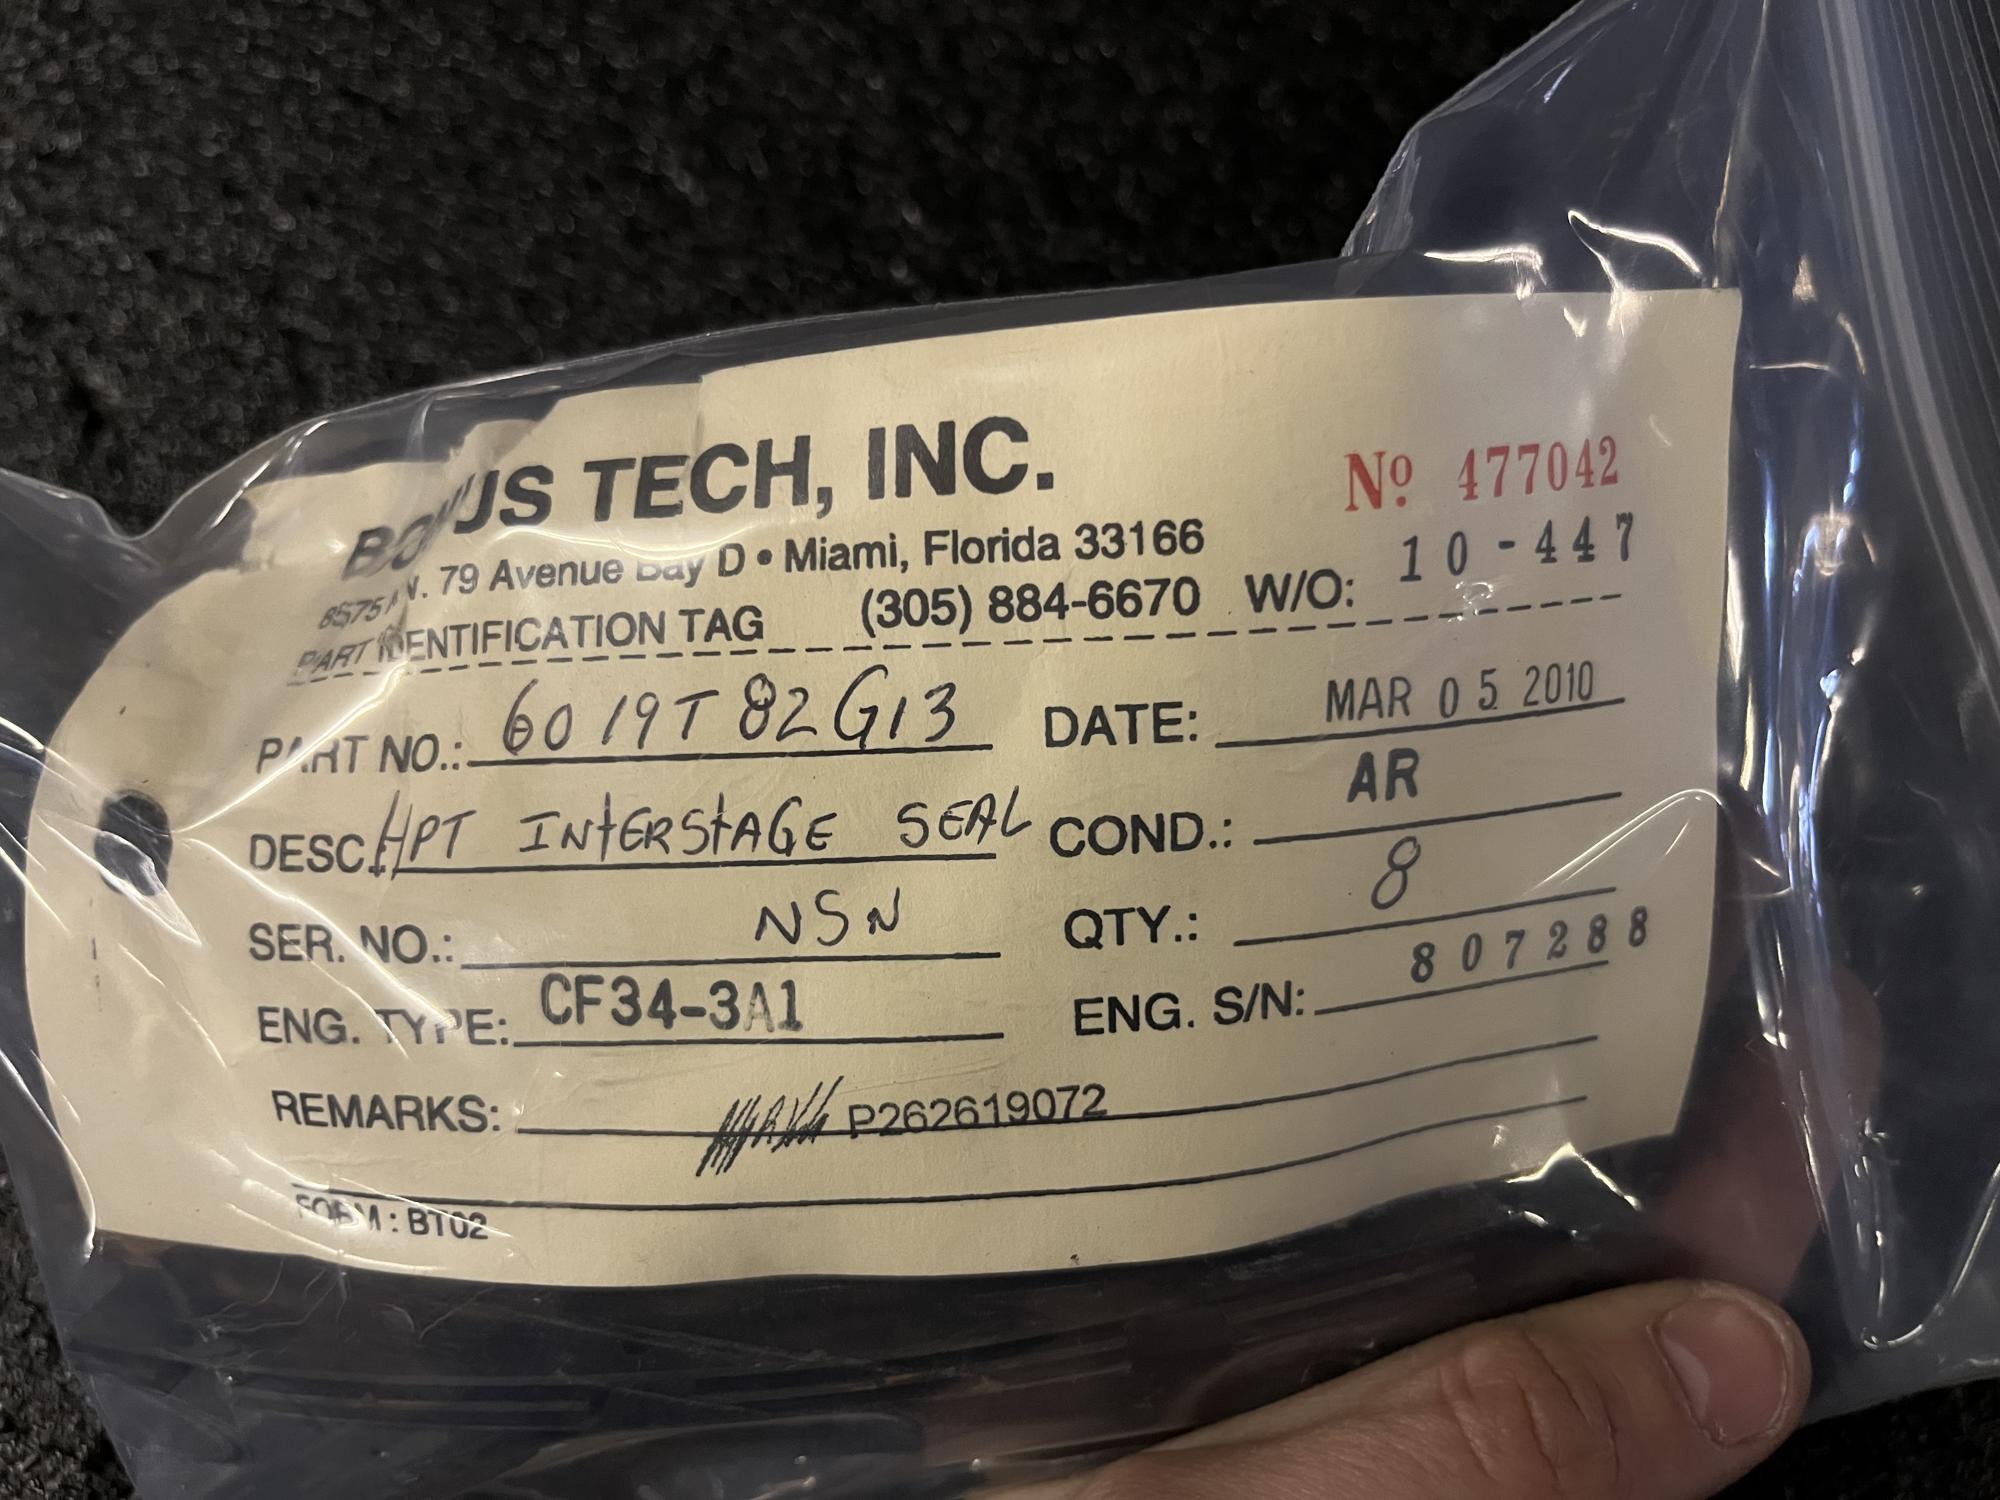 BONUS TECH, INC.
Nº 477042
8575 N.W. 79 Avenue Bay D • Miami, Florida 33166
PART IDENTIFICATION TAG (305) 884-6670 W/O: 10-447
PART NO.: 6019T82G13 DATE: MAR 05 2010
DESC. HPT INTERSTAGE SEAL COND.: AR
SER. NO.: NSN QTY.: 8
ENG. TYPE: CF34-3A1 ENG. S/N: 807288
REMARKS: P262619072
FORM : BT02